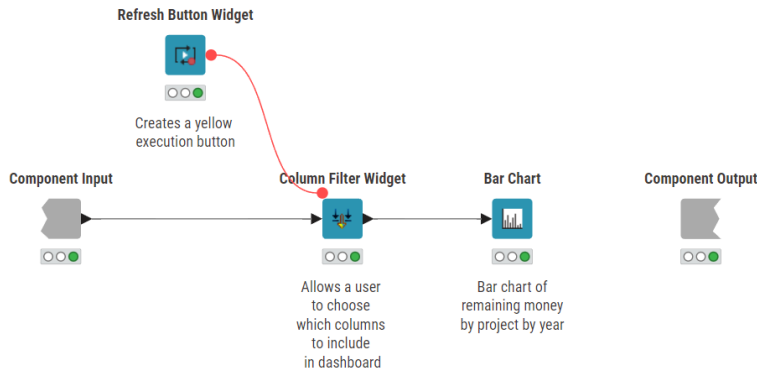 Refresh Button Widget
Creates a yellow
execution button
Component Input
Column Filter Widget
Bar Chart
Component Output
Allows a user
to choose
which columns
to include
in dashboard
Bar chart of
remaining money
by project by year